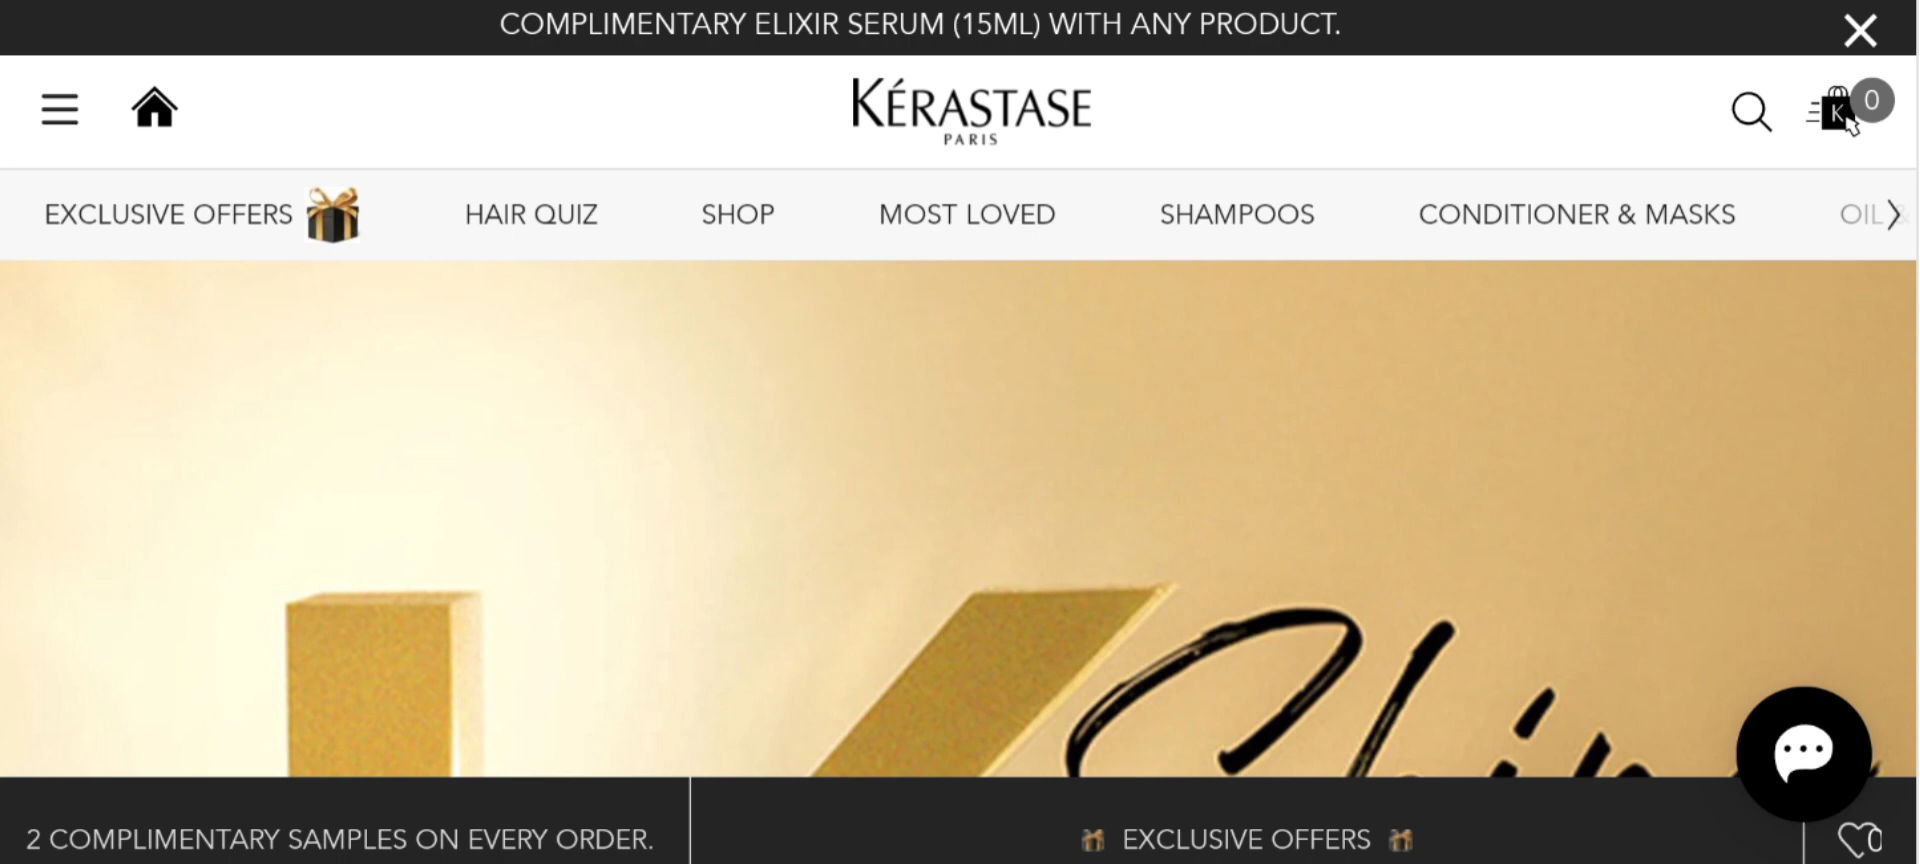 COMPLIMENTARY ELIXIR SERUM (15ML) WITH ANY PRODUCT.
KÉRASTASE
PARIS
K
0
EXCLUSIVE OFFERS
HAIR QUIZ
SHOP
MOST LOVED
SHAMPOOS
CONDITIONER & MASKS
OIL &
2 COMPLIMENTARY SAMPLES ON EVERY ORDER.
EXCLUSIVE OFFERS
0